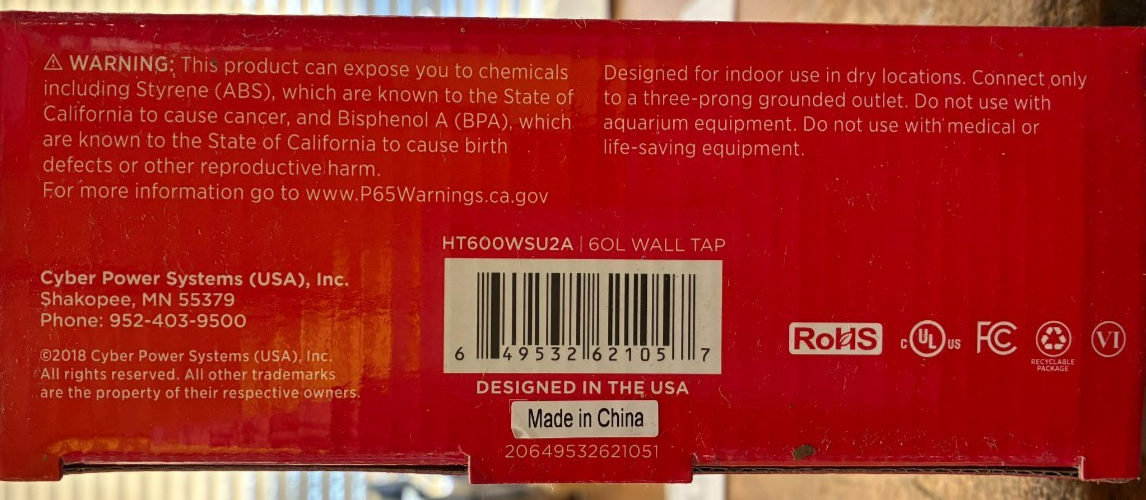 ⚠ WARNING: This product can expose you to chemicals
including Styrene (ABS), which are known to the State of
California to cause cancer, and Bisphenol A (BPA), which
are known to the State of California to cause birth
defects or other reproductive harm.
For more information go to www.P65Warnings.ca.gov
Designed for indoor use in dry locations. Connect only
to a three-prong grounded outlet. Do not use with
aquarium equipment. Do not use with medical or
life-saving equipment.
Cyber Power Systems (USA), Inc.
Shakopee, MN 55379
Phone: 952-403-9500
©2018 Cyber Power Systems (USA), Inc.
All rights reserved. All other trademarks
are the property of their respective owners.
HT600WSU2A | 6OL WALL TAP
6 49532 62105 7
DESIGNED IN THE USA
Made in China
20649532621051
RoHS
c UL US
FC
RECYCLABLE
PACKAGE
VI